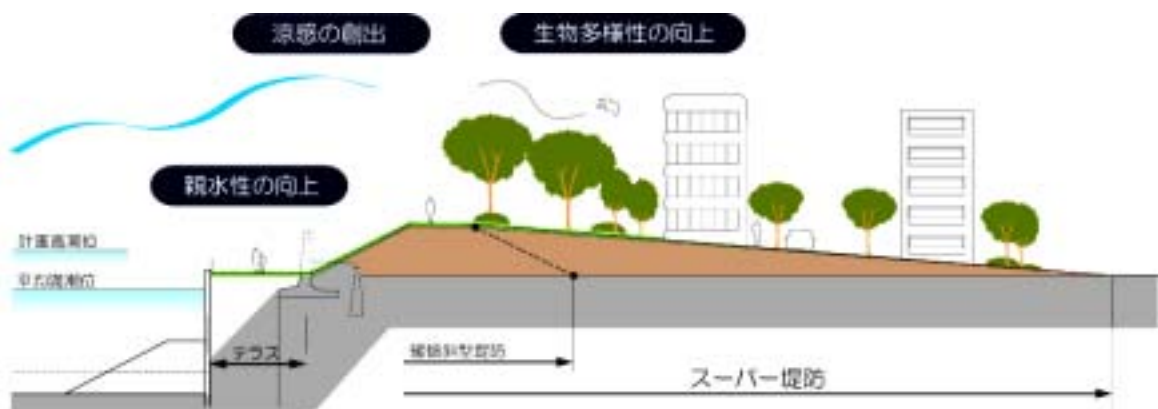 涼感の創出
生物多様性の向上
親水性の向上
計画高潮位
平均満潮位
テラス
緩傾斜型堤防
スーパー堤防